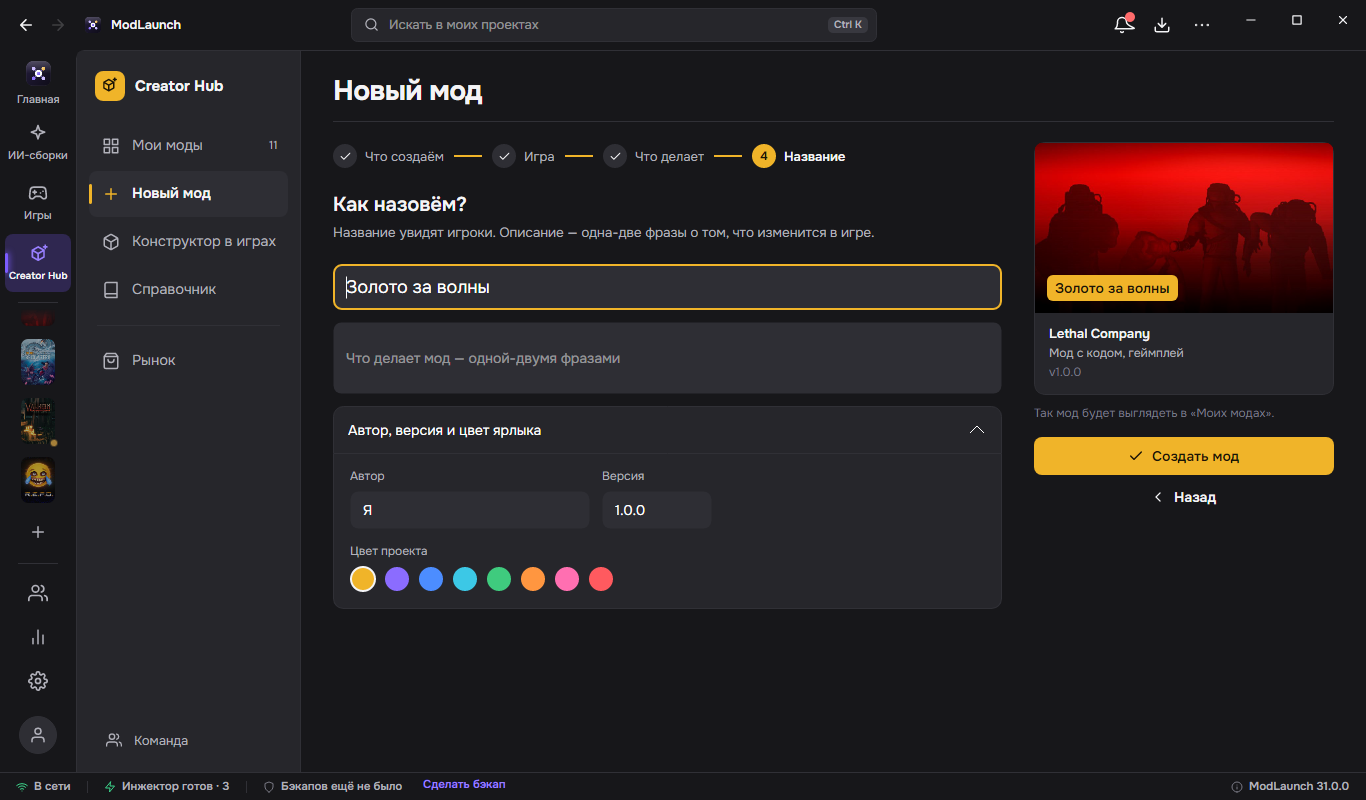 ModLaunch
Искать в моих проектах
Ctrl K
Главная
ИИ-сборки
Игры
Creator Hub
Creator Hub
Мои моды
11
Новый мод
Конструктор в играх
Справочник
Рынок
Команда
Новый мод
Что создаём
Игра
Что делает
4
Название
Как назовём?
Название увидят игроки. Описание — одна-две фразы о том, что изменится в игре.
Золото за волны
Что делает мод — одной-двумя фразами
Автор, версия и цвет ярлыка
Автор
Версия
Я
1.0.0
Цвет проекта
Золото за волны
Lethal Company
Мод с кодом, геймплей
v1.0.0
Так мод будет выглядеть в «Моих модах».
Создать мод
Назад
В сети
Инжектор готов · 3
Бэкапов ещё не было
Сделать бэкап
ModLaunch 31.0.0